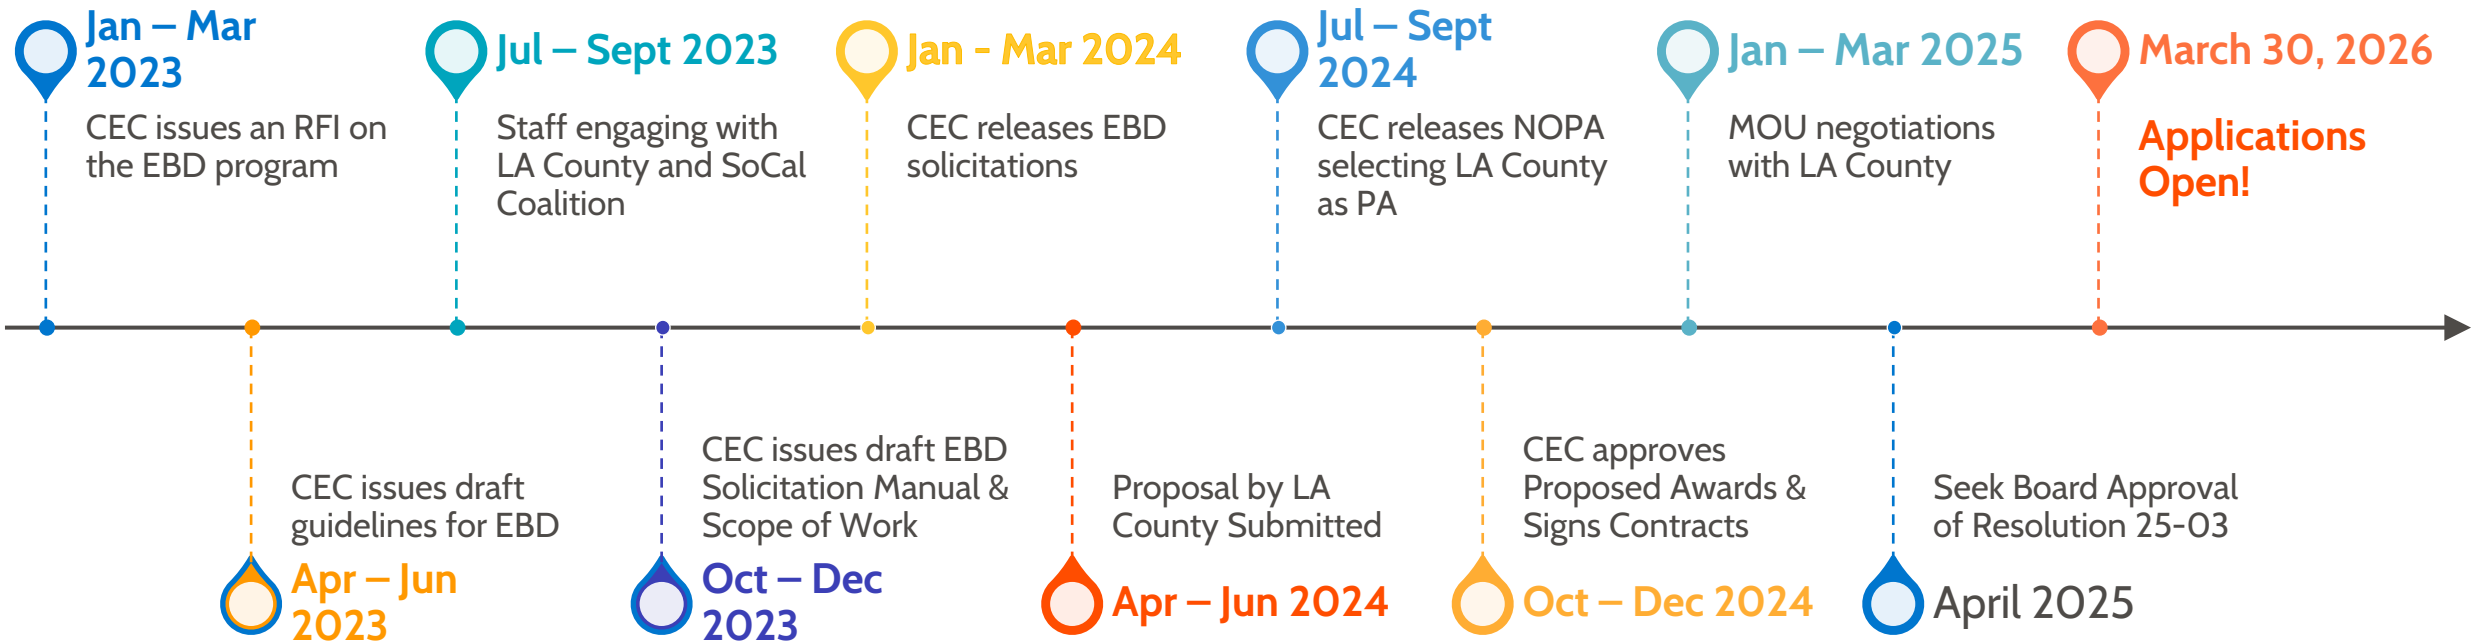 Jan – Mar
2023
CEC issues an RFI on
the EBD program
Jul – Sept 2023
Staff engaging with
LA County and SoCal
Coalition
Jan - Mar 2024
CEC releases EBD
solicitations
Jul – Sept
2024
CEC releases NOPA
selecting LA County
as PA
Jan – Mar 2025
MOU negotiations
with LA County
March 30, 2026
Applications
Open!
CEC issues draft
guidelines for EBD
Apr – Jun
2023
CEC issues draft EBD
Solicitation Manual &
Scope of Work
Oct – Dec
2023
Proposal by LA
County Submitted
Apr – Jun 2024
CEC approves
Proposed Awards &
Signs Contracts
Oct – Dec 2024
Seek Board Approval
of Resolution 25-03
April 2025